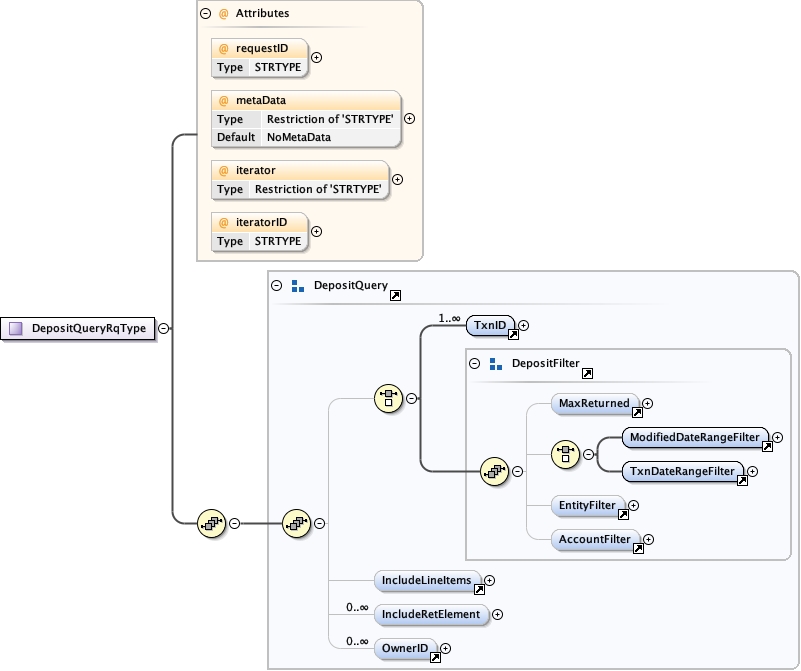 @ Attributes
@ requestID
Type STRTYPE
@ metaData
Type Restriction of 'STRTYPE'
Default NoMetaData
@ iterator
Type Restriction of 'STRTYPE'
@ iteratorID
Type STRTYPE
DepositQuery
DepositQueryRqType
1..∞
TxnID
DepositFilter
MaxReturned
ModifiedDateRangeFilter
TxnDateRangeFilter
EntityFilter
AccountFilter
IncludeLineItems
0..∞
IncludeRetElement
0..∞
OwnerID